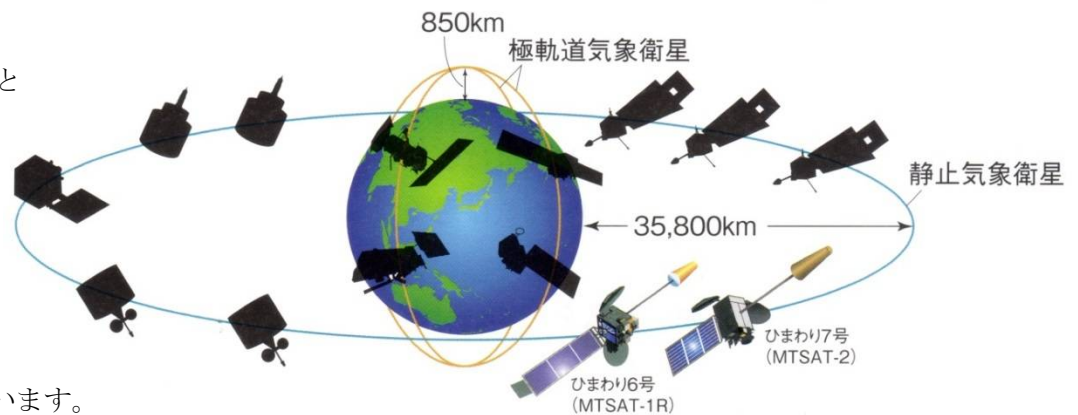 850km
極軌道気象衛星
と
静止気象衛星
35,800km
ひまわり7号
(MTSAT-2)
ひまわり6号
(MTSAT-1R)
います。